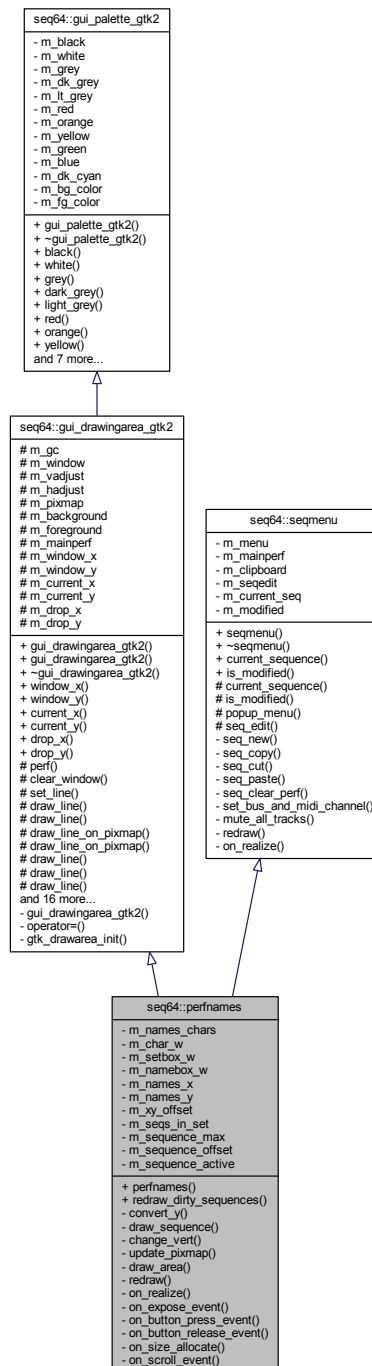 seq64::gui_palette_gtk2
- m_black
- m_white
- m_grey
- m_dk_grey
- m_lt_grey
- m_red
- m_orange
- m_yellow
- m_green
- m_blue
- m_dk_cyan
- m_bg_color
- m_fg_color
+ gui_palette_gtk2()
+ ~gui_palette_gtk2()
+ black()
+ white()
+ grey()
+ dark_grey()
+ light_grey()
+ red()
+ orange()
+ yellow()
and 7 more...
seq64::gui_drawingarea_gtk2
# m_gc
# m_window
# m_vadjust
# m_hadjust
# m_pixmap
# m_background
# m_foreground
# m_mainperf
# m_window_x
# m_window_y
# m_current_x
# m_current_y
# m_drop_x
# m_drop_y
+ gui_drawingarea_gtk2()
+ gui_drawingarea_gtk2()
+ ~gui_drawingarea_gtk2()
+ window_x()
+ window_y()
+ current_x()
+ current_y()
+ drop_x()
+ drop_y()
# perf()
# clear_window()
# set_line()
# draw_line()
# draw_line()
# draw_line_on_pixmap()
# draw_line_on_pixmap()
# draw_line()
# draw_line()
# draw_line()
and 16 more...
- gui_drawingarea_gtk2()
- operator=()
- gtk_drawarea_init()
seq64::seqmenu
- m_menu
- m_mainperf
- m_clipboard
- m_seqedit
- m_current_seq
- m_modified
+ seqmenu()
+ ~seqmenu()
+ current_sequence()
+ is_modified()
# current_sequence()
# is_modified()
# popup_menu()
# seq_edit()
- seq_new()
- seq_copy()
- seq_cut()
- seq_paste()
- seq_clear_perf()
- set_bus_and_midi_channel()
- mute_all_tracks()
- redraw()
- on_realize()
seq64::perfnames
- m_names_chars
- m_char_w
- m_setbox_w
- m_namebox_w
- m_names_x
- m_names_y
- m_xy_offset
- m_seqs_in_set
- m_sequence_max
- m_sequence_offset
- m_sequence_active
+ perfnames()
+ redraw_dirty_sequences()
- convert_y()
- draw_sequence()
- change_vert()
- update_pixmap()
- draw_area()
- redraw()
- on_realize()
- on_expose_event()
- on_button_press_event()
- on_button_release_event()
- on_size_allocate()
- on_scroll_event()